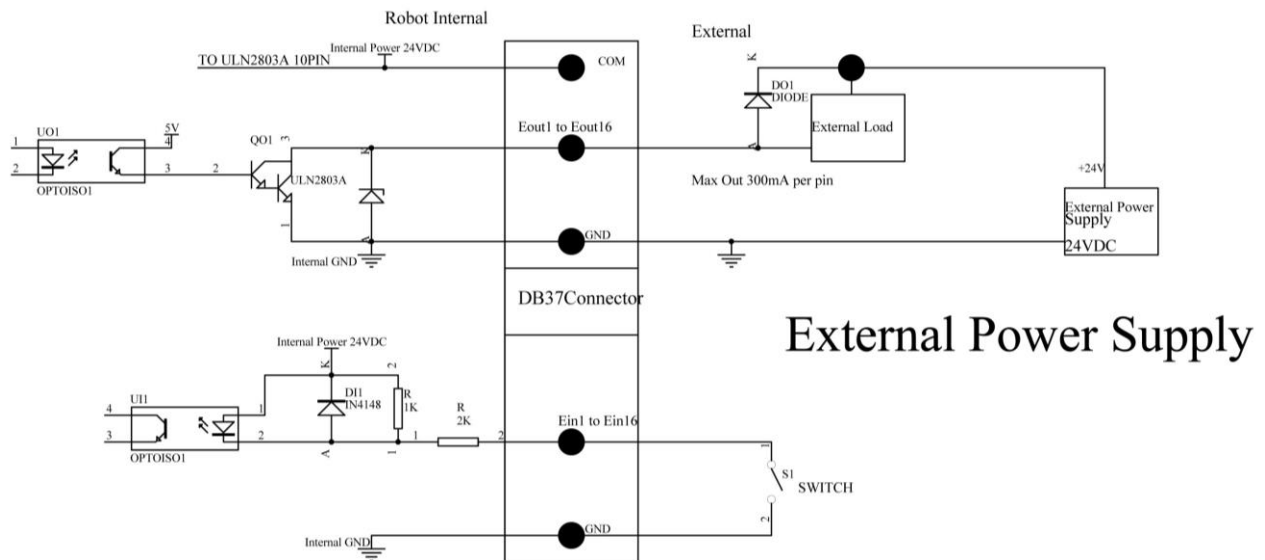 Robot Internal
External
Internal Power 24VDC
TO ULN2803A 10PIN
COM
K
DO1
DIODE
External Load
UO1
5V
1
4
2
3
OPTOISO1
2
QO1
3
ULN2803A
1
K
A
Eout1 to Eout16
A
Max Out 300mA per pin
+24V
External Power
Supply
24VDC
GND
Internal GND
DB37Connector
External Power Supply
Internal Power 24VDC
K
2
UI1
DI1
IN4148
R
1K
R
2K
4
1
3
2
OPTOISO1
A
1
1
2
Ein1 to Ein16
1
S1
SWITCH
2
GND
Internal GND